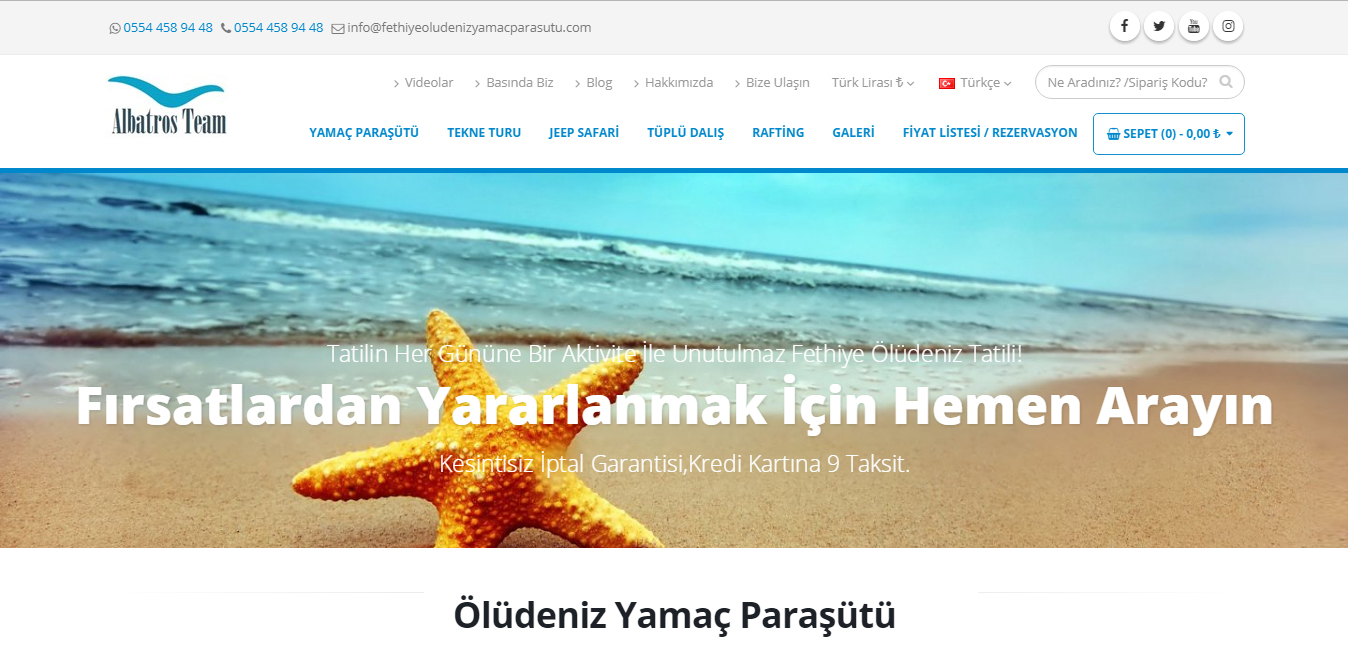 0554 458 94 48 0554 458 94 48 info@fethiyeoludenizyamacparasutu.com
Albatros Team
Videolar Basında Biz Blog Hakkımızda Bize Ulaşın Türk Lirası ₺ Türkçe Ne Aradınız? /Sipariş Kodu?
YAMAÇ PARAŞÜTÜ TEKNE TURU JEEP SAFARİ TÜPLÜ DALIŞ RAFTİNG GALERİ FİYAT LİSTESİ / REZERVASYON SEPET (0) - 0,00 ₺
Tatilin Her Gününe Bir Aktivite İle Unutulmaz Fethiye Ölüdeniz Tatili!
Fırsatlardan Yararlanmak İçin Hemen Arayın
Kesintisiz İptal Garantisi,Kredi Kartına 9 Taksit.
Ölüdeniz Yamaç Paraşütü